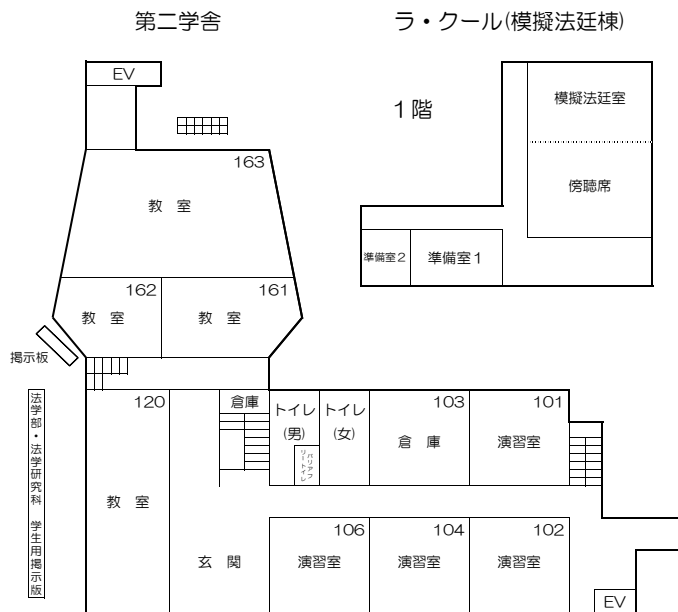 第二学舎
ラ・クール(模擬法廷棟)
EV
1階
模擬法廷室
163
教 室
傍聴席
準備室2
準備室1
162
161
教 室
教 室
掲示板
120
倉庫
トイレ
(男)
トイレ
(女)
103
101
倉 庫
演習室
バリアフ
リートイレ
法学部・法学研究科 学生用掲示版
教 室
玄 関
106
104
102
演習室
演習室
演習室
EV